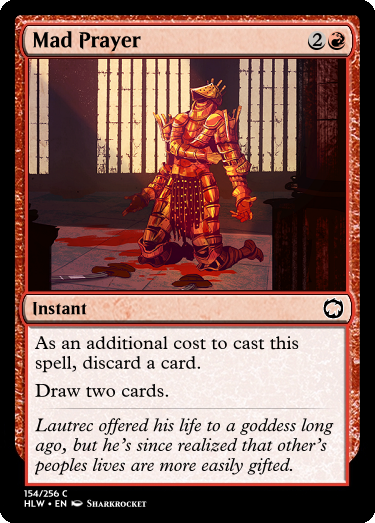 Mad Prayer 2
Instant
As an additional cost to cast this
spell, discard a card.
Draw two cards.
Lautrec offered his life to a goddess long
ago, but he's since realized that other's
peoples lives are more easily gifted.
154/256 C
HLW • EN SHARKROCKET